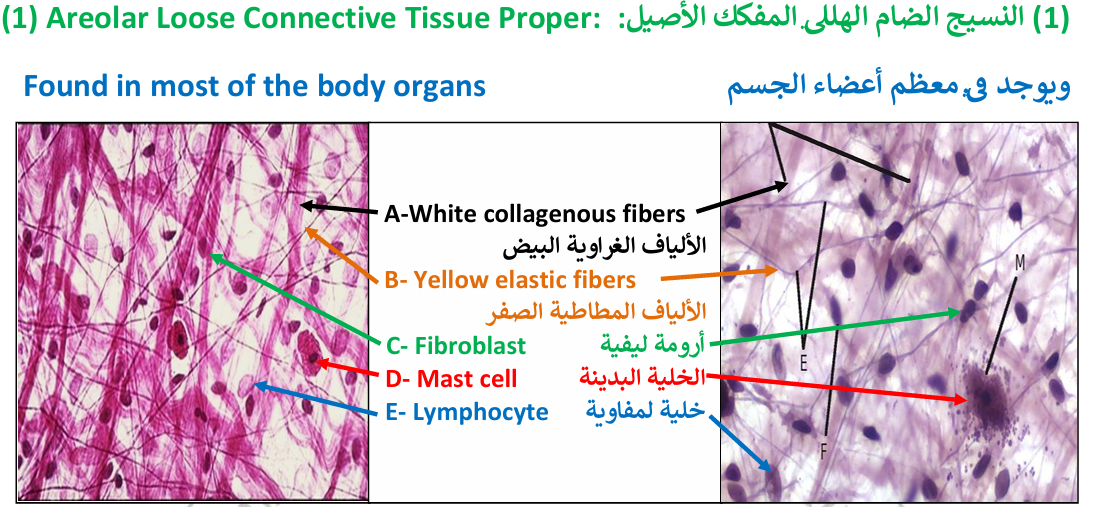 (1) Areolar Loose Connective Tissue Proper: (1) النسيج الضام الهللى المفكك الأصيل:
Found in most of the body organs ويوجد فى معظم أعضاء الجسم
A-White collagenous fibers
الألياف الغراوية البيض
B- Yellow elastic fibers
الألياف المطاطية الصفر
C- Fibroblast أرومة ليفية
D- Mast cell الخلية البدينة
E- Lymphocyte خلية لمفاوية
M
E
F